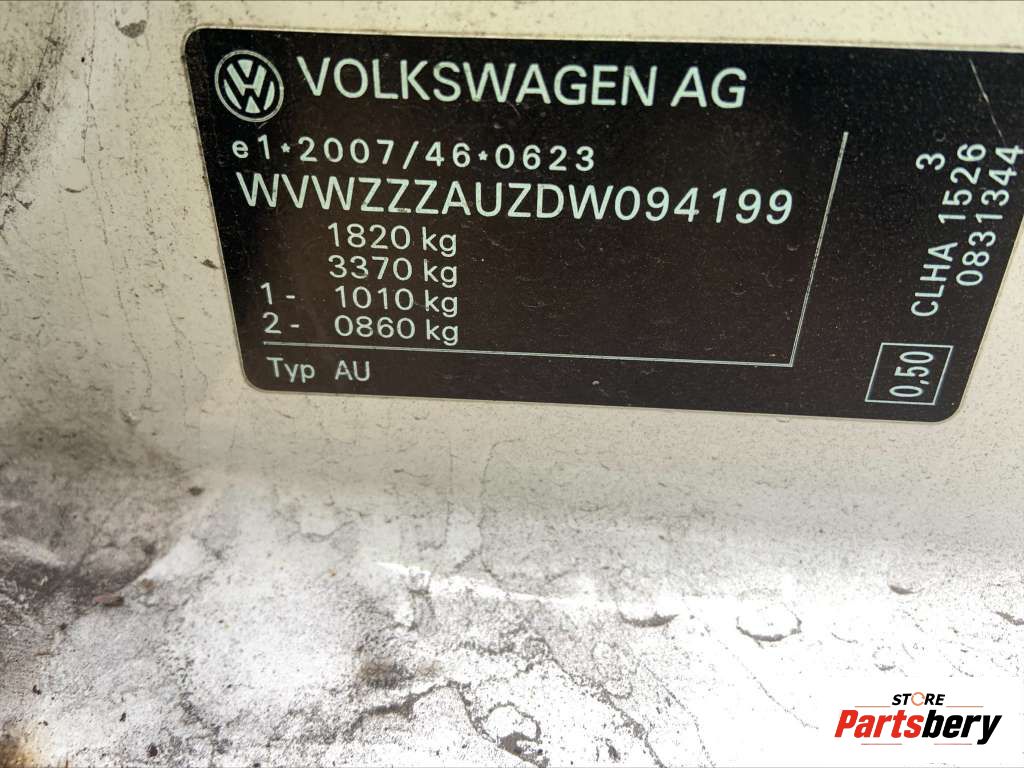 VOLKSWAGEN AG
e1*2007/46*0623
WVWZZZAUZDW094199
1820 kg
3370 kg
1- 1010 kg
2- 0860 kg
Typ AU
3
CLHA 1526
0831344
0,50
STORE
Partsbery